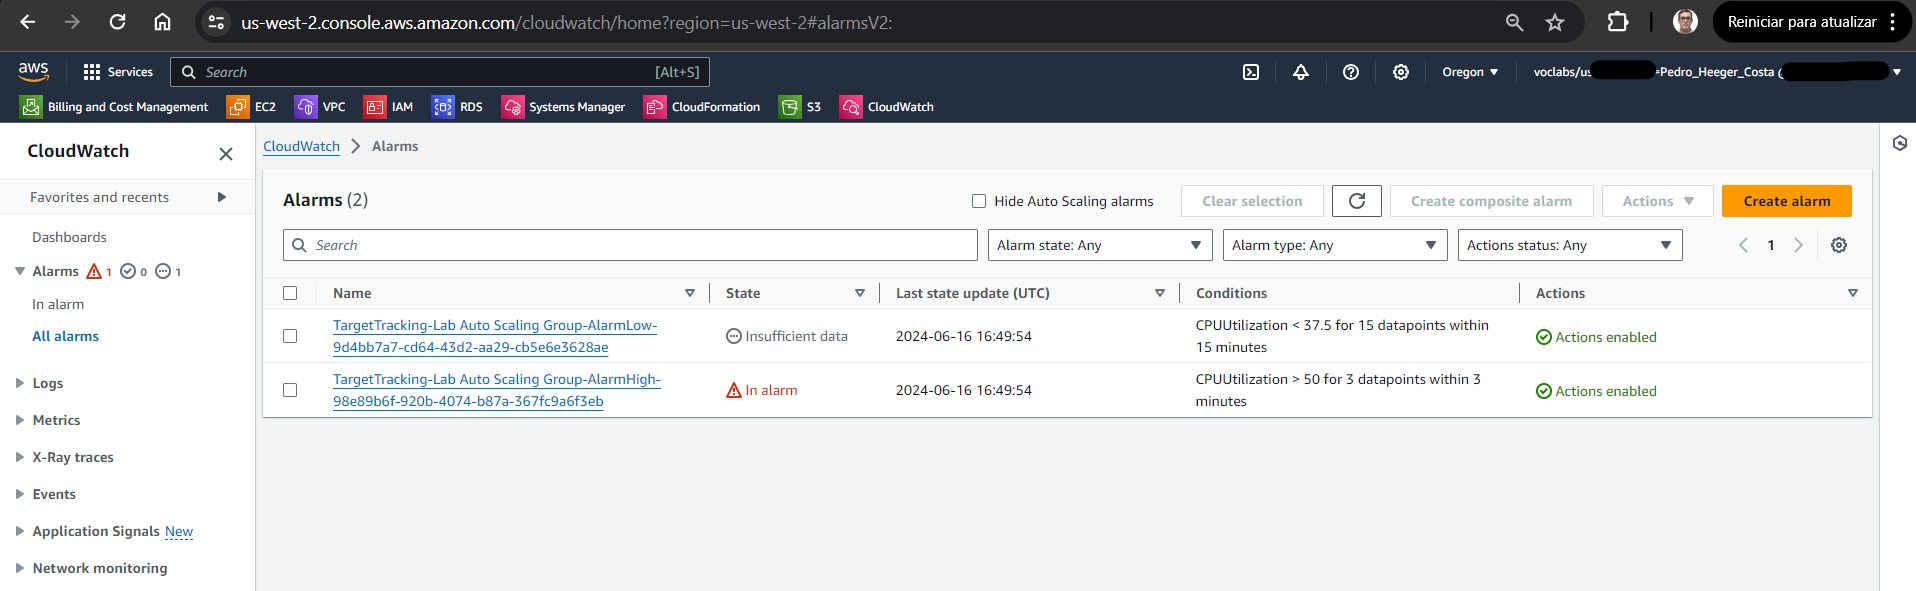 us-west-2.console.aws.amazon.com/cloudwatch/home?region=us-west-2#alarmsV2:
Reiniciar para atualizar
aws
Services
Search
[Alt+S]
Oregon
voclabs/us
=Pedro_Heeger_Costa
Billing and Cost Management
EC2
VPC
IAM
RDS
Systems Manager
CloudFormation
S3
CloudWatch
CloudWatch
Favorites and recents
Dashboards
Alarms 1 0 1
In alarm
All alarms
Logs
Metrics
X-Ray traces
Events
Application Signals New
Network monitoring
CloudWatch > Alarms
Alarms (2)
Hide Auto Scaling alarms
Clear selection
Create composite alarm
Actions
Create alarm
Search
Alarm state: Any
Alarm type: Any
Actions status: Any
1
Name
State
Last state update (UTC)
Conditions
Actions
TargetTracking-Lab Auto Scaling Group-AlarmLow-
9d4bb7a7-cd64-43d2-aa29-cb5e6e3628ae
Insufficient data
2024-06-16 16:49:54
CPUUtilization < 37.5 for 15 datapoints within
15 minutes
Actions enabled
TargetTracking-Lab Auto Scaling Group-AlarmHigh-
98e89b6f-920b-4074-b87a-367fc9a6f3eb
In alarm
2024-06-16 16:49:54
CPUUtilization > 50 for 3 datapoints within 3
minutes
Actions enabled